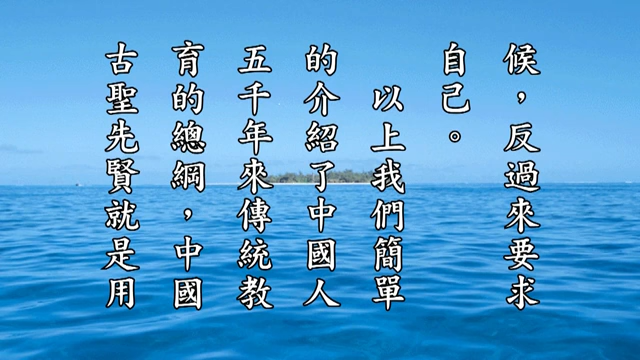 候，反過來要求
自己。
以上我們簡單
的介紹了中國人
五千年來傳統教
育的總綱，中國
古聖先賢就是用